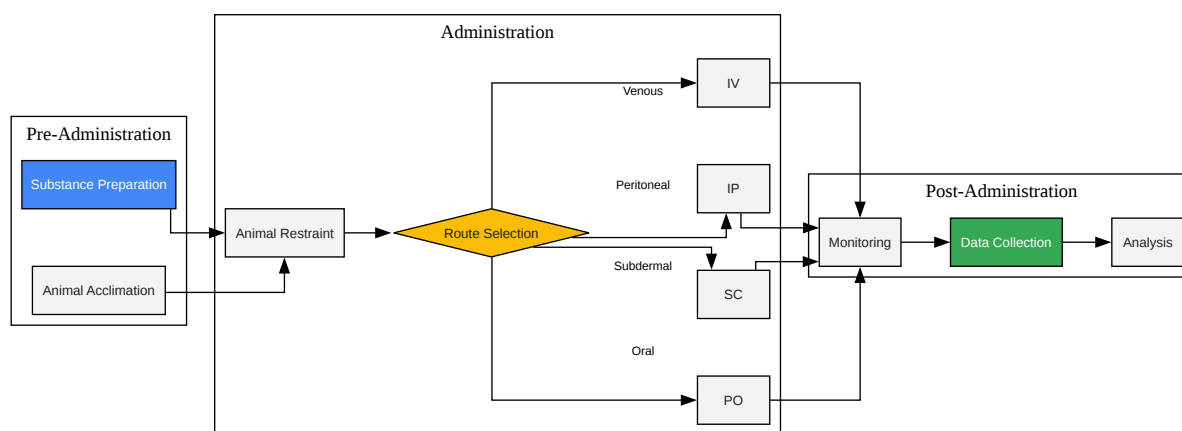 Administration
Venous
IV
Pre-Administration
Substance Preparation
Peritoneal
IP
Post-Administration
Animal Restraint
Route Selection
Monitoring
Data Collection
Analysis
Subdermal
Animal Acclimation
SC
Oral
PO